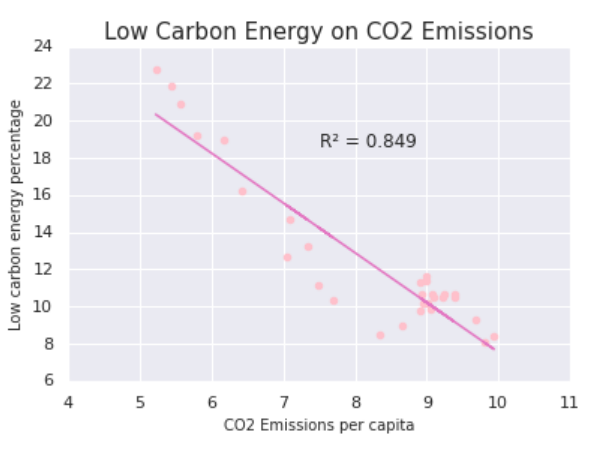 Low Carbon Energy on CO2 Emissions
24
22
20
18
16
14
12
10
8
6
Low carbon energy percentage
R² = 0.849
4 5 6 7 8 9 10 11
CO2 Emissions per capita